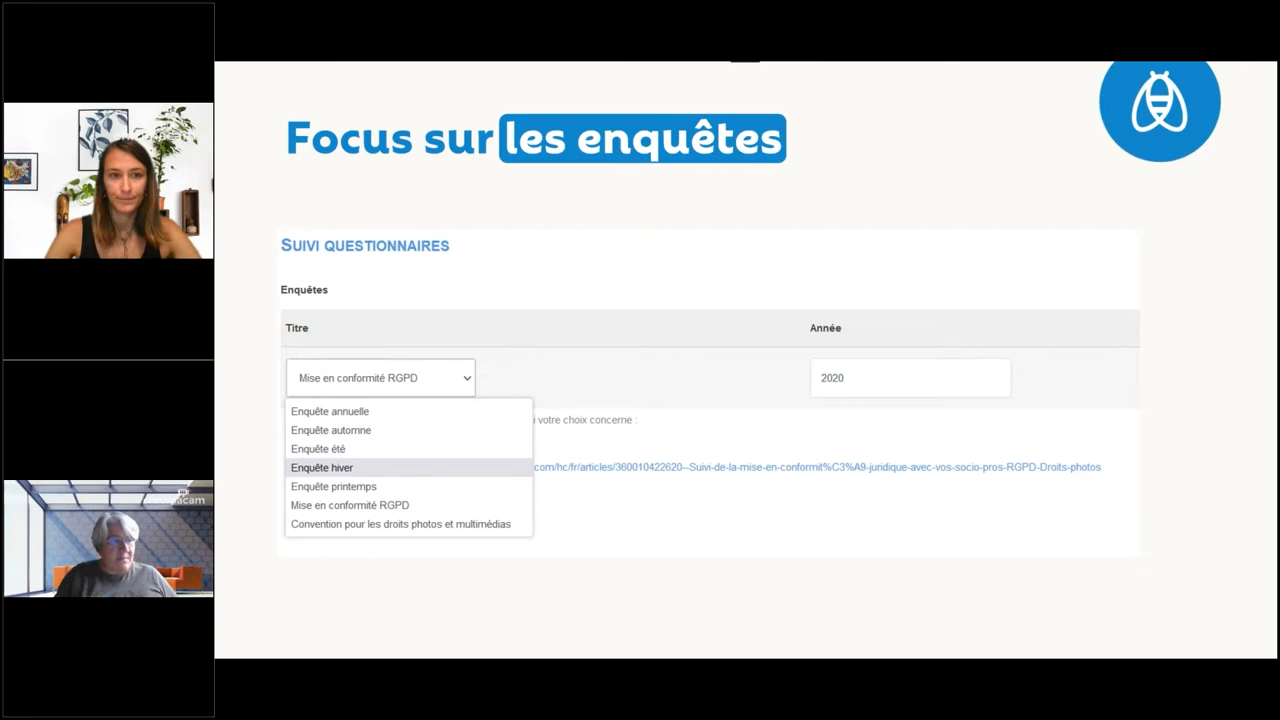 Focus sur les enquêtes
SUIVI QUESTIONNAIRES
Enquêtes
Titre Année
Mise en conformité RGPD 2020
Enquête annuelle
Enquête automne
Enquête été
Enquête hiver
Enquête printemps
Mise en conformité RGPD
Convention pour les droits photos et multimédias
i votre choix concerne :
com/hc/fr/articles/360010422620--Suivi-de-la-mise-en-conformit%C3%A9-juridique-avec-vos-socio-pros-RGPD-Droits-photos